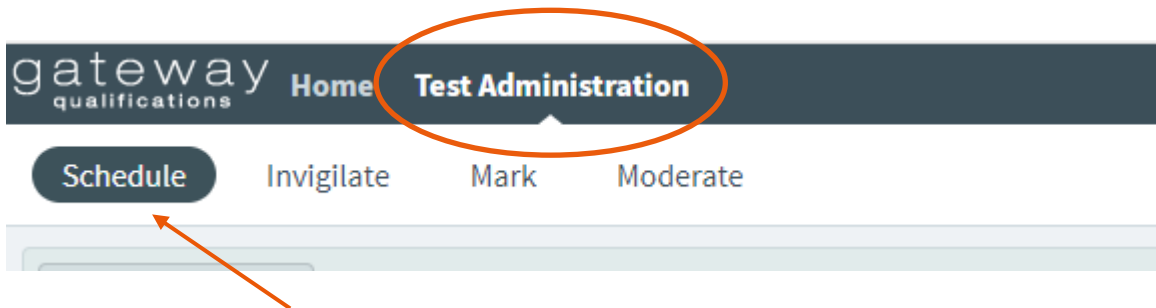 gateway Home Test Administration
qualifications
Schedule Invigilate Mark Moderate